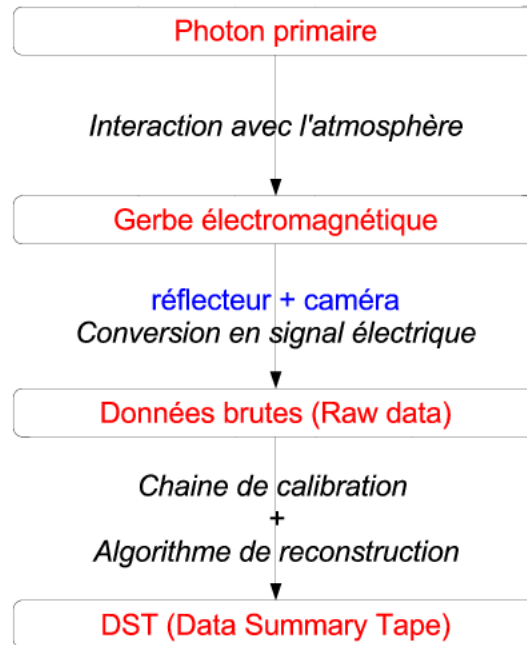 Photon primaire
Interaction avec l'atmosphère
Gerbe électromagnétique
réflecteur + caméra
Conversion en signal électrique
Données brutes (Raw data)
Chaine de calibration
+
Algorithme de reconstruction
DST (Data Summary Tape)